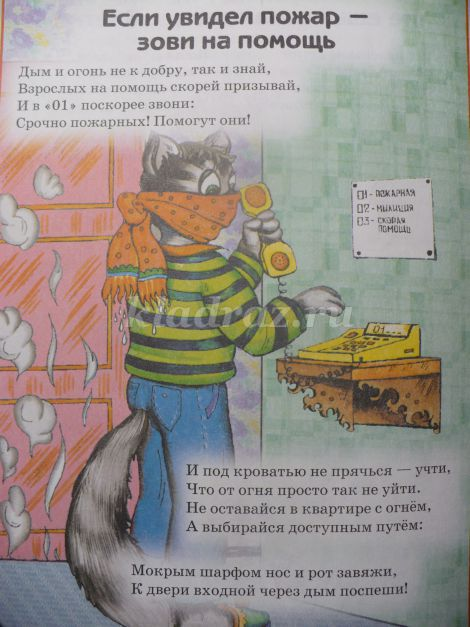 Если увидел пожар —
зови на помощь
Дым и огонь не к добру, так и знай,
Взрослых на помощь скорей призывай,
И в «01» поскорее звони:
Срочно пожарных! Помогут они!
01 - ПОЖАРНАЯ
02 - МИЛИЦИЯ
03 - СКОРАЯ
ПОМОЩЬ
kladraz.ru
01...
И под кроватью не прячься — учти,
Что от огня просто так не уйти.
Не оставайся в квартире с огнём,
А выбирайся доступным путём:
Мокрым шарфом нос и рот завяжи,
К двери входной через дым поспеши!